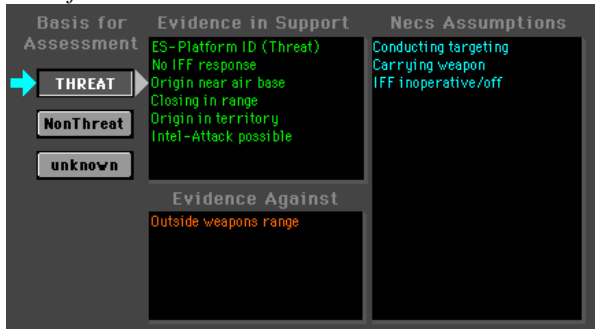 Basis for
Assessment
THREAT
NonThreat
unknown
Evidence in Support
ES-Platform ID (Threat)
No IFF response
Origin near air base
Closing in range
Origin in territory
Intel-Attack possible
Evidence Against
Outside weapons range
Necs Assumptions
Conducting targeting
Carrying weapon
IFF inoperative/off